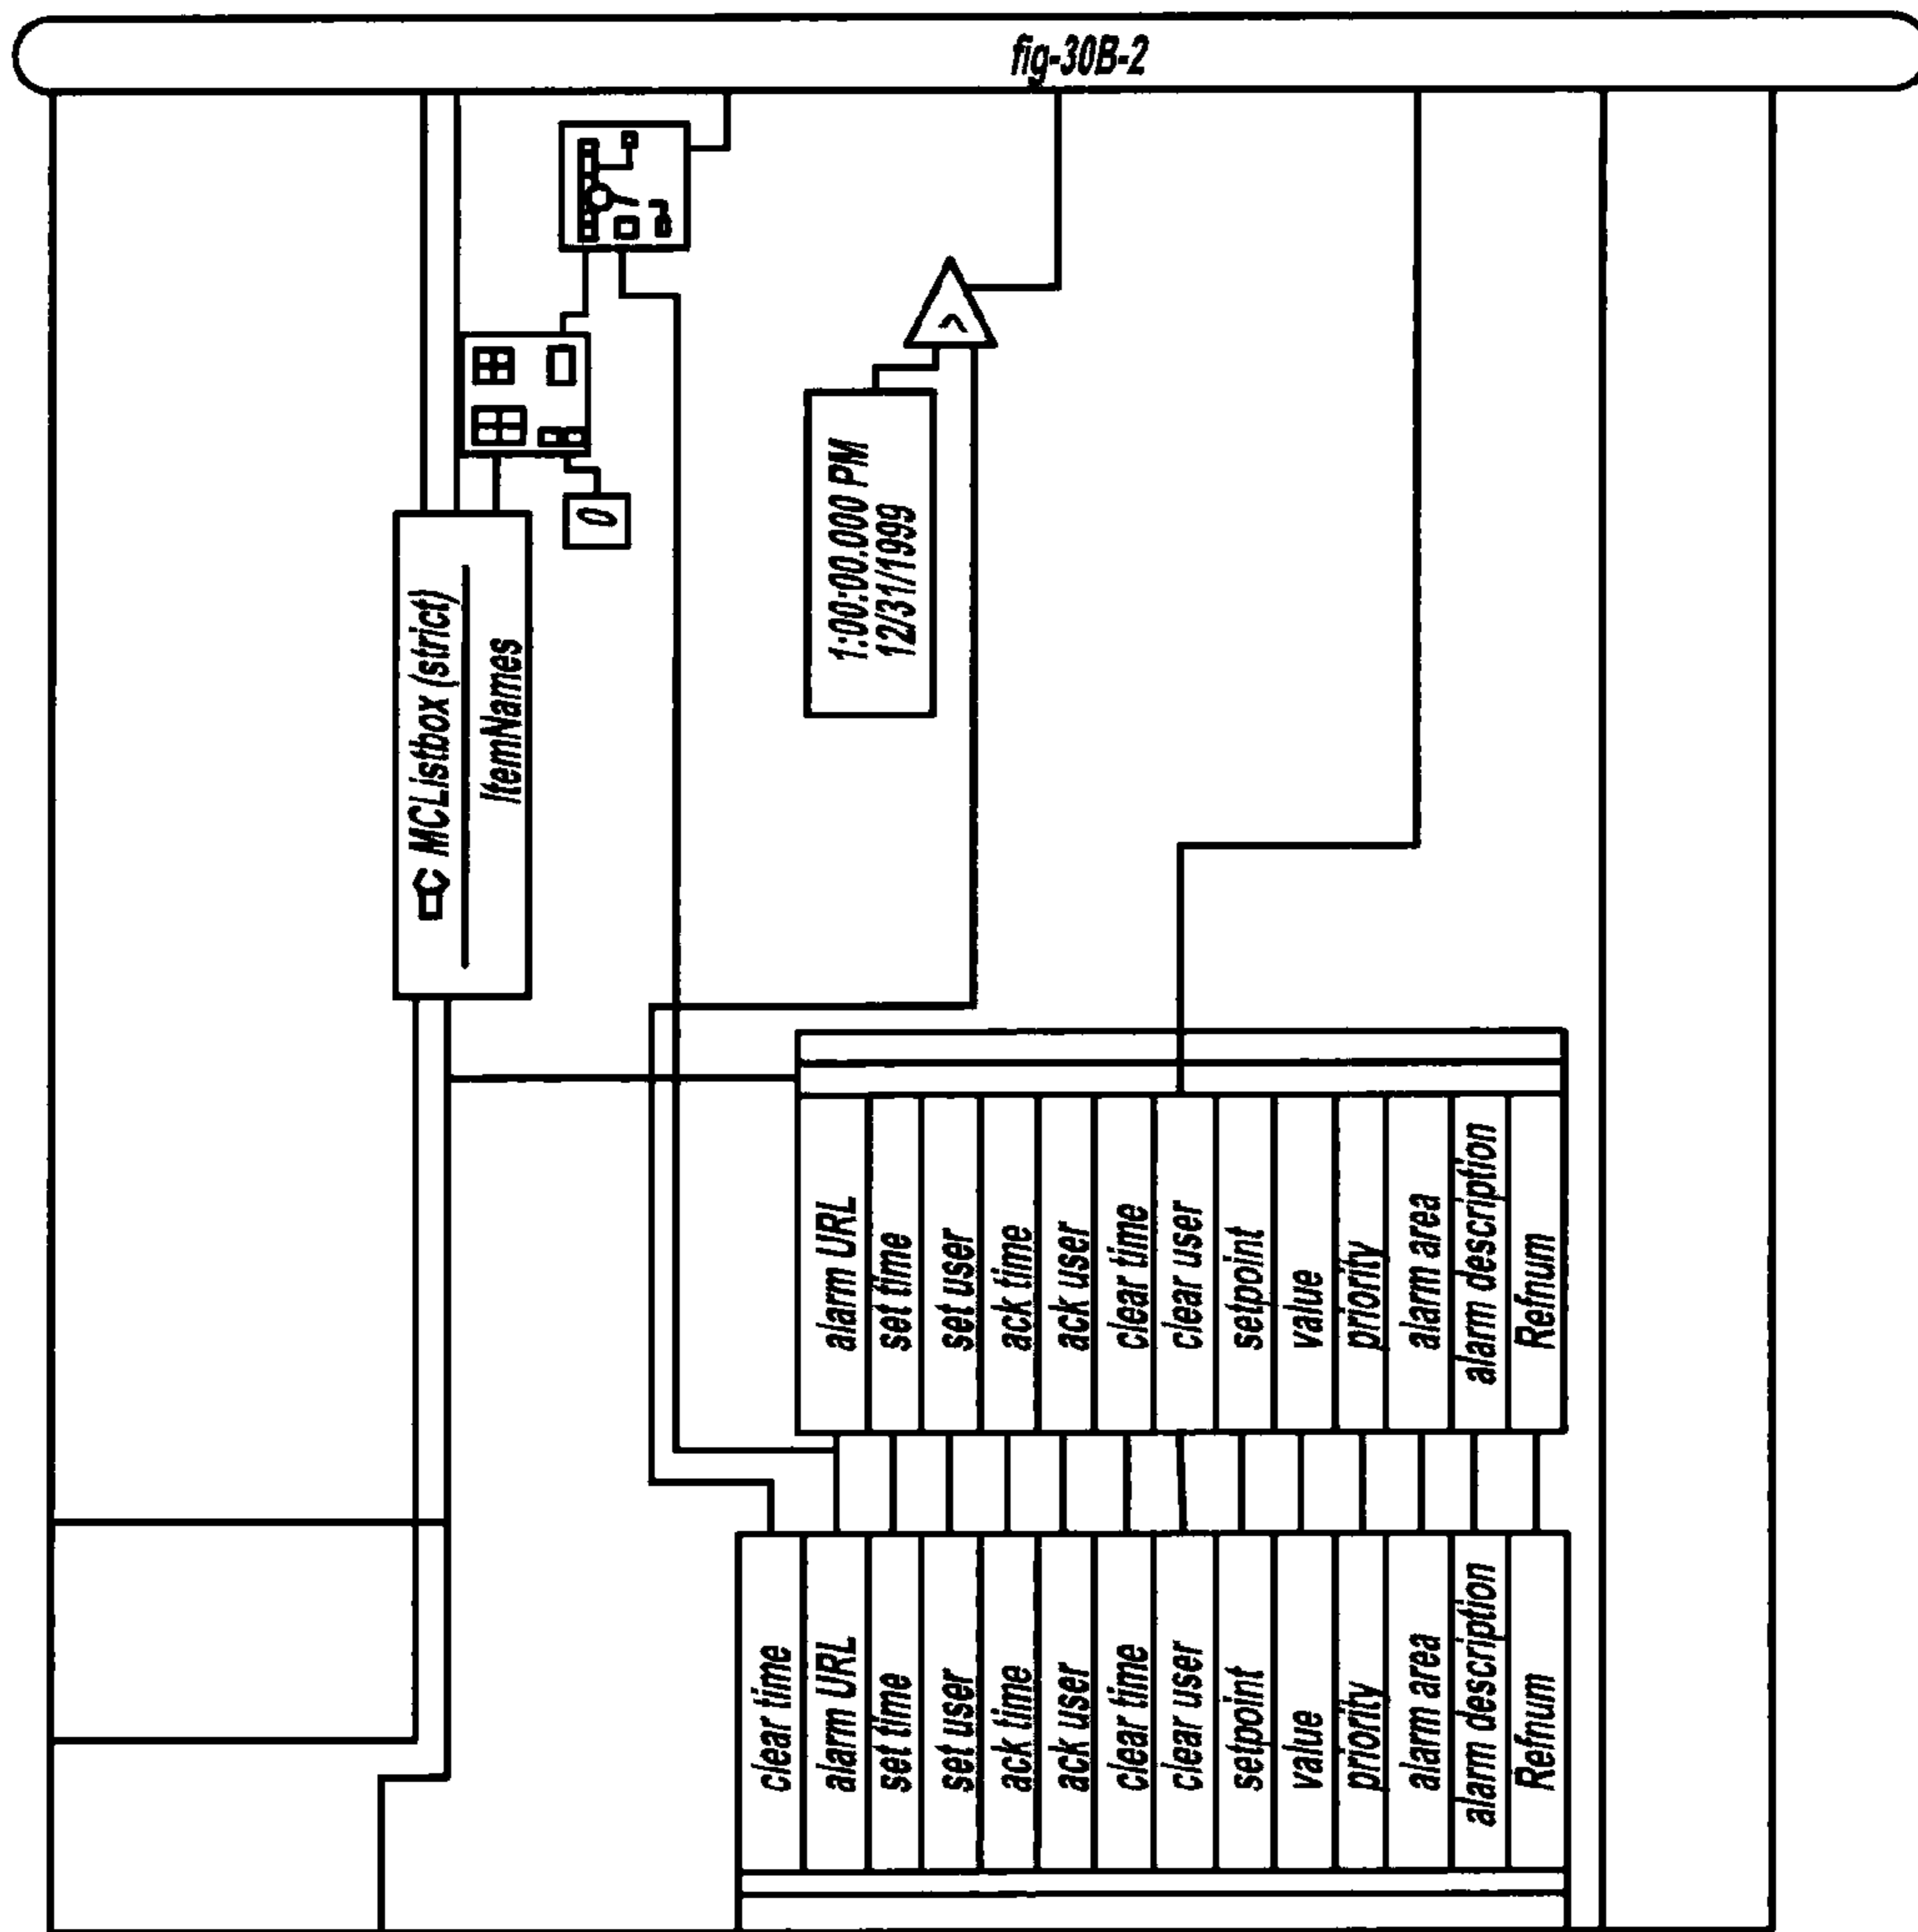 fig-30B-2
0
MCListbox (strict)
ItemNames
1:00:00.000 PM
12/31/1999
>
alarm URL
set time
set user
ack time
ack user
clear time
clear user
setpoint
value
priority
alarm area
alarm description
Refnum
clear time
alarm URL
set time
set user
ack time
ack user
clear time
clear user
setpoint
value
priority
alarm area
alarm description
Refnum